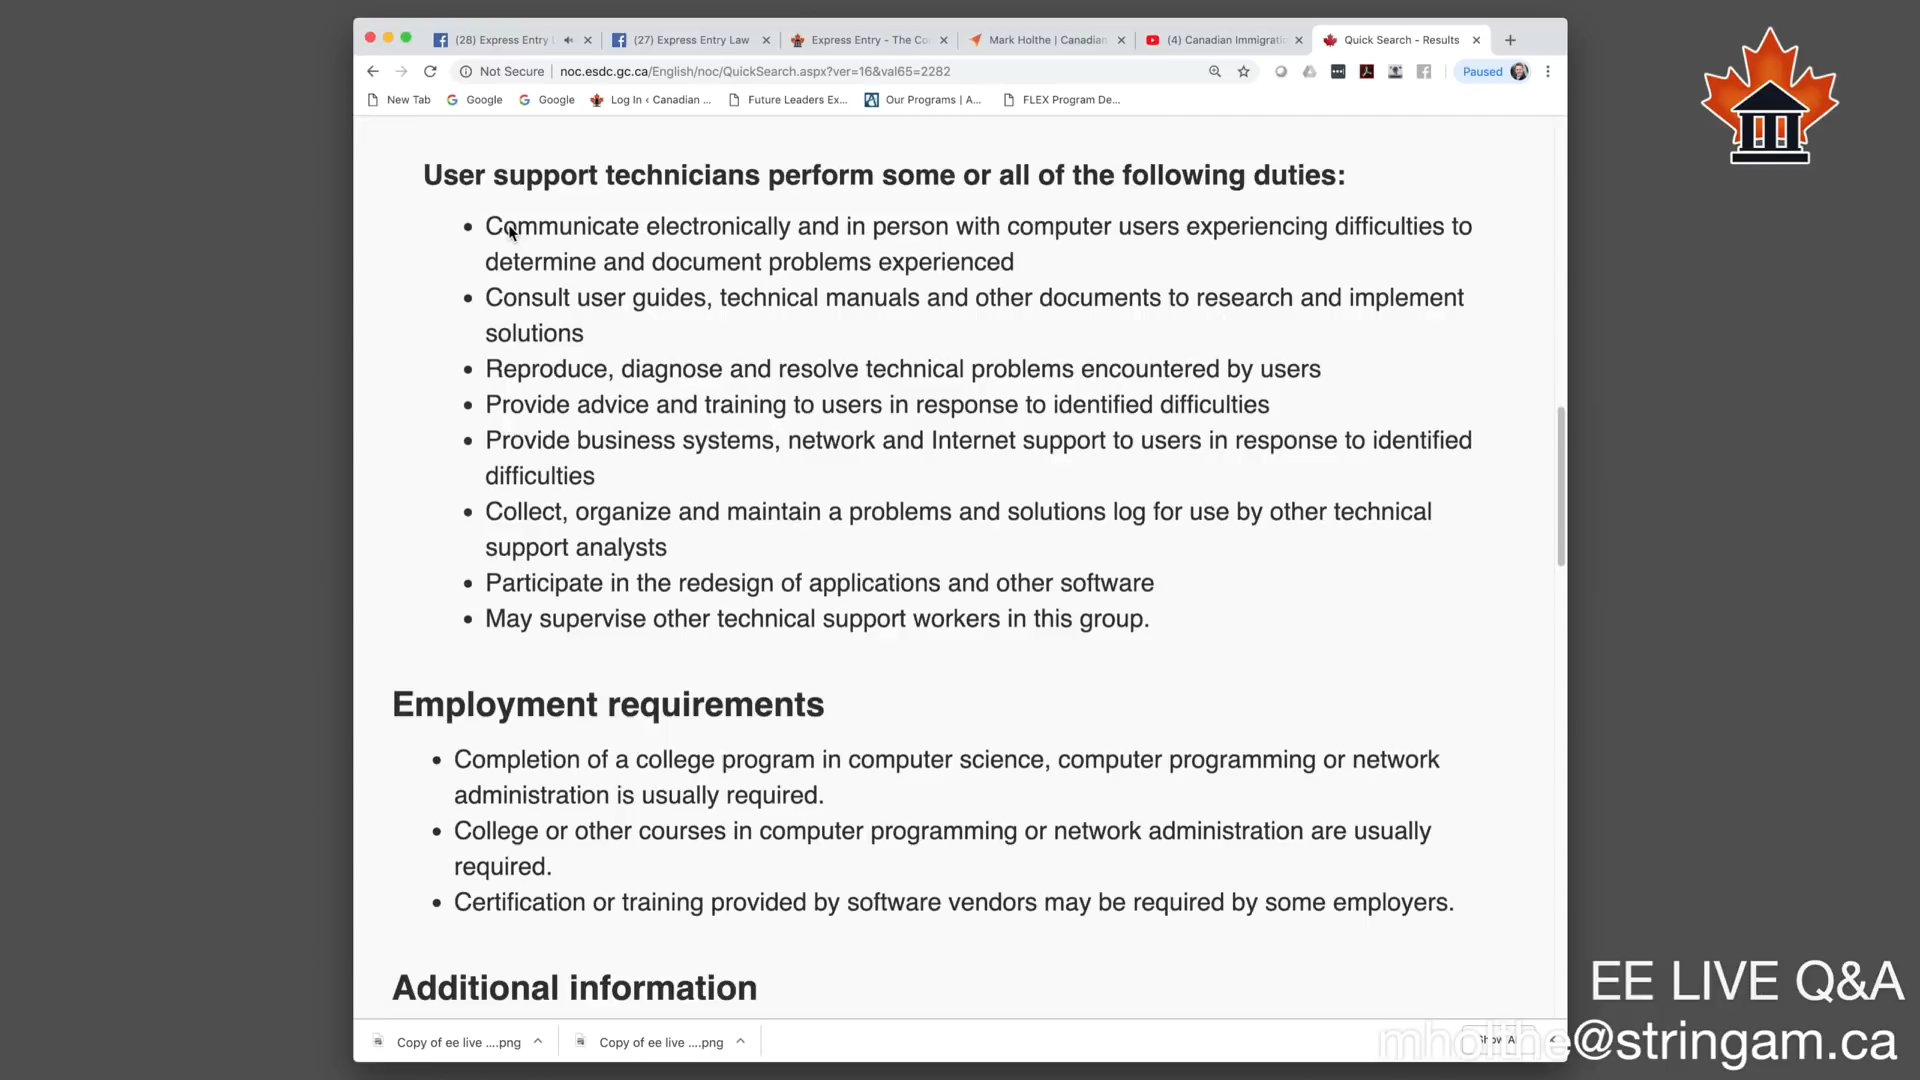 (28) Express Entry L
(27) Express Entry Law
Express Entry - The Co
Mark Holthe | Canadian
(4) Canadian Immigrati
Quick Search - Results
Not Secure
noc.esdc.gc.ca/English/noc/QuickSearch.aspx?ver=16&val65=2282
Paused
New Tab
Google
Google
Log In ‹ Canadian ...
Future Leaders Ex...
Our Programs | A...
FLEX Program De...
User support technicians perform some or all of the following duties:
• Communicate electronically and in person with computer users experiencing difficulties to
determine and document problems experienced
• Consult user guides, technical manuals and other documents to research and implement
solutions
• Reproduce, diagnose and resolve technical problems encountered by users
• Provide advice and training to users in response to identified difficulties
• Provide business systems, network and Internet support to users in response to identified
difficulties
• Collect, organize and maintain a problems and solutions log for use by other technical
support analysts
• Participate in the redesign of applications and other software
• May supervise other technical support workers in this group.
Employment requirements
• Completion of a college program in computer science, computer programming or network
administration is usually required.
• College or other courses in computer programming or network administration are usually
required.
• Certification or training provided by software vendors may be required by some employers.
Additional information
Copy of ee live ....png
Copy of ee live ....png
Show Al
EE LIVE Q&A
mholthe@stringam.ca